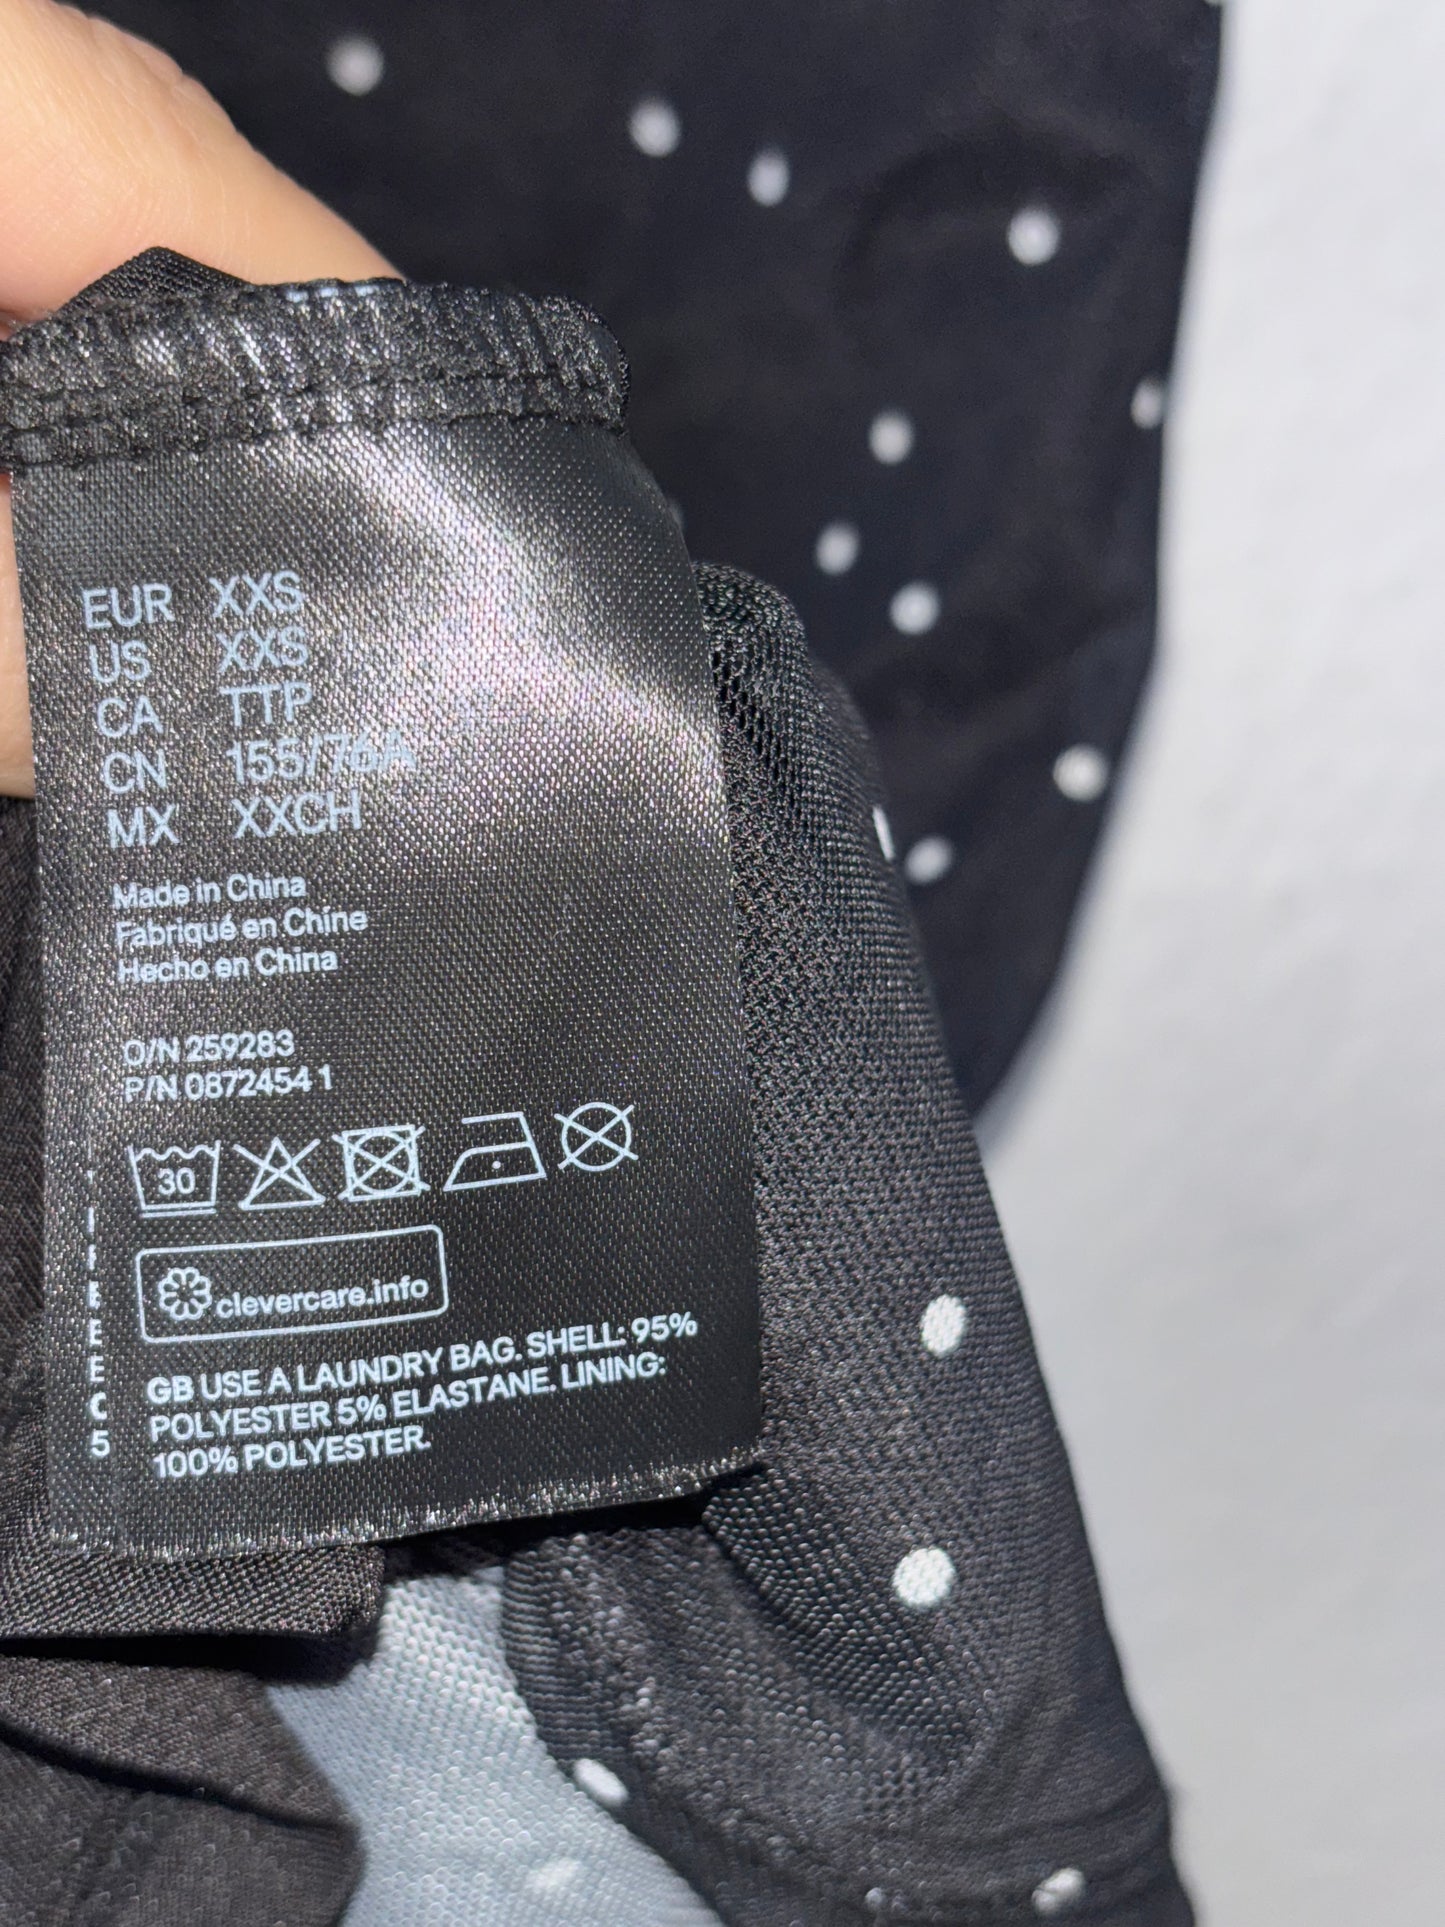 EUR XXS
US XXS
CA TTP
CN 155/76A
MX XXCH
Made in China
Fabriqué en Chine
Hecho en China
O/N 259283
P/N 0872454 1
30
clevercare.info
GB USE A LAUNDRY BAG. SHELL: 95%
POLYESTER 5% ELASTANE. LINING:
100% POLYESTER.